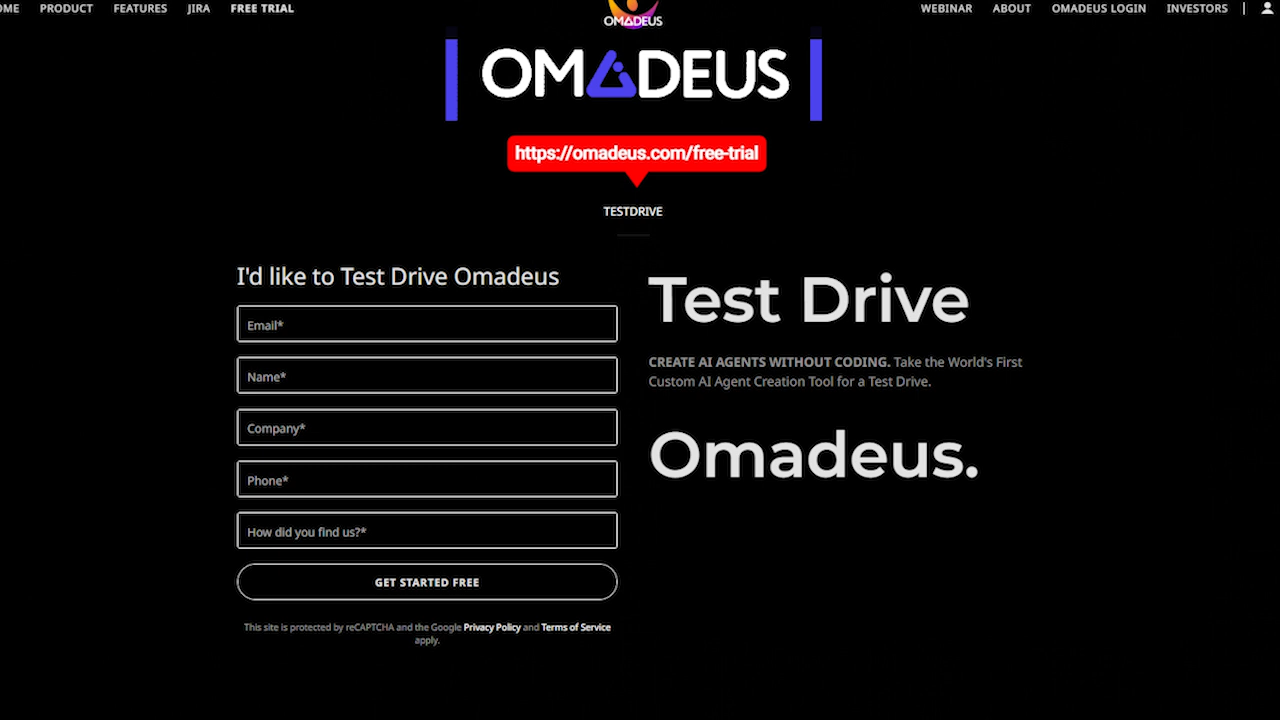 OME PRODUCT FEATURES JIRA FREE TRIAL
OMADEUS
WEBINAR ABOUT OMADEUS LOGIN INVESTORS
OMADEUS
https://omadeus.com/free-trial
TESTDRIVE
I'd like to Test Drive Omadeus
Email*
Name*
Company*
Phone*
How did you find us?*
GET STARTED FREE
This site is protected by reCAPTCHA and the Google Privacy Policy and Terms of Service
apply.
Test Drive
CREATE AI AGENTS WITHOUT CODING. Take the World's First
Custom AI Agent Creation Tool for a Test Drive.
Omadeus.